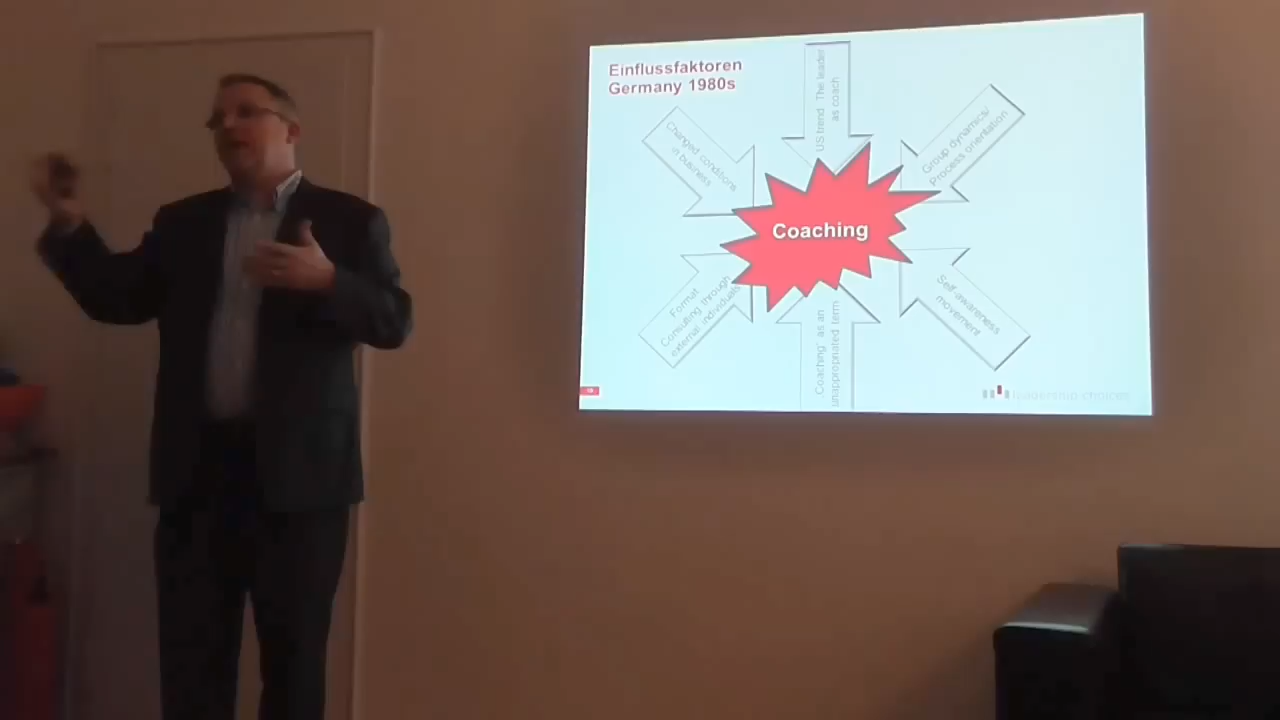 Einflussfaktoren
Germany 1980s
US trend The leader
as coach
Changed conditions
in business
Group dynamics/
Process orientation
Coaching
Format
Consulting through
external individuals
Coaching" as an
unappropriated term
Self-awareness
movement
leadership choices